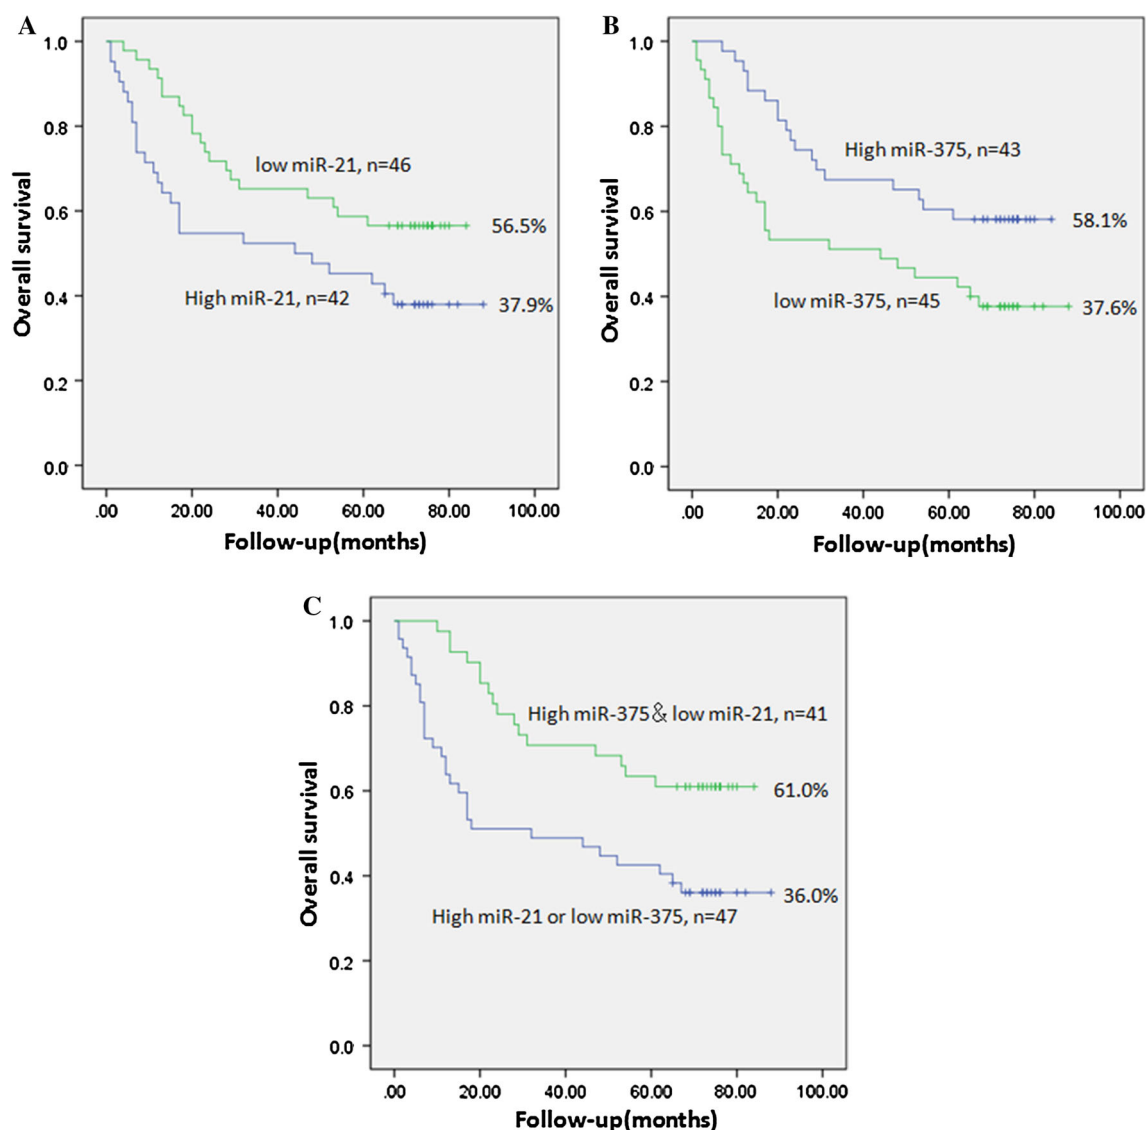 A
1.0
0.8
0.6
0.4
0.2
0.0
Overall survival
low miR-21, n=46
56.5%
High miR-21, n=42
37.9%
.00 20.00 40.00 60.00 80.00 100.00
Follow-up(months)
B
1.0
0.8
0.6
0.4
0.2
0.0
Overall survival
High miR-375, n=43
58.1%
low miR-375, n=45
37.6%
.00 20.00 40.00 60.00 80.00 100.00
Follow-up(months)
C
1.0
0.8
0.6
0.4
0.2
0.0
Overall survival
High miR-375& low miR-21, n=41
61.0%
36.0%
High miR-21 or low miR-375, n=47
.00 20.00 40.00 60.00 80.00 100.00
Follow-up(months)